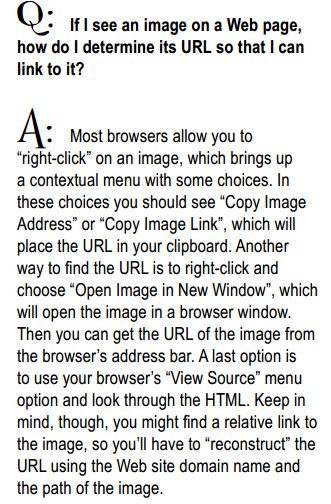 Q: If I see an image on a Web page,
how do I determine its URL so that I can
link to it?
A: Most browsers allow you to
“right-click” on an image, which brings up
a contextual menu with some choices. In
these choices you should see “Copy Image
Address” or “Copy Image Link”, which will
place the URL in your clipboard. Another
way to find the URL is to right-click and
choose “Open Image in New Window”, which
will open the image in a browser window.
Then you can get the URL of the image from
the browser’s address bar. A last option is
to use your browser’s “View Source” menu
option and look through the HTML. Keep in
mind, though, you might find a relative link to
the image, so you’ll have to “reconstruct” the
URL using the Web site domain name and
the path of the image.